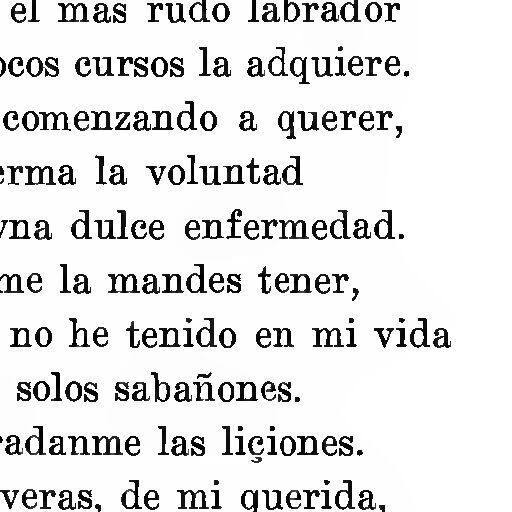 el mas rudo labrador
ocos cursos la adquiere.
comenzando a querer,
erma la voluntad
vna dulce enfermedad.
me la mandes tener,
no he tenido en mi vida
solos sabañones.
radanme las liçiones.
veras, de mi querida,